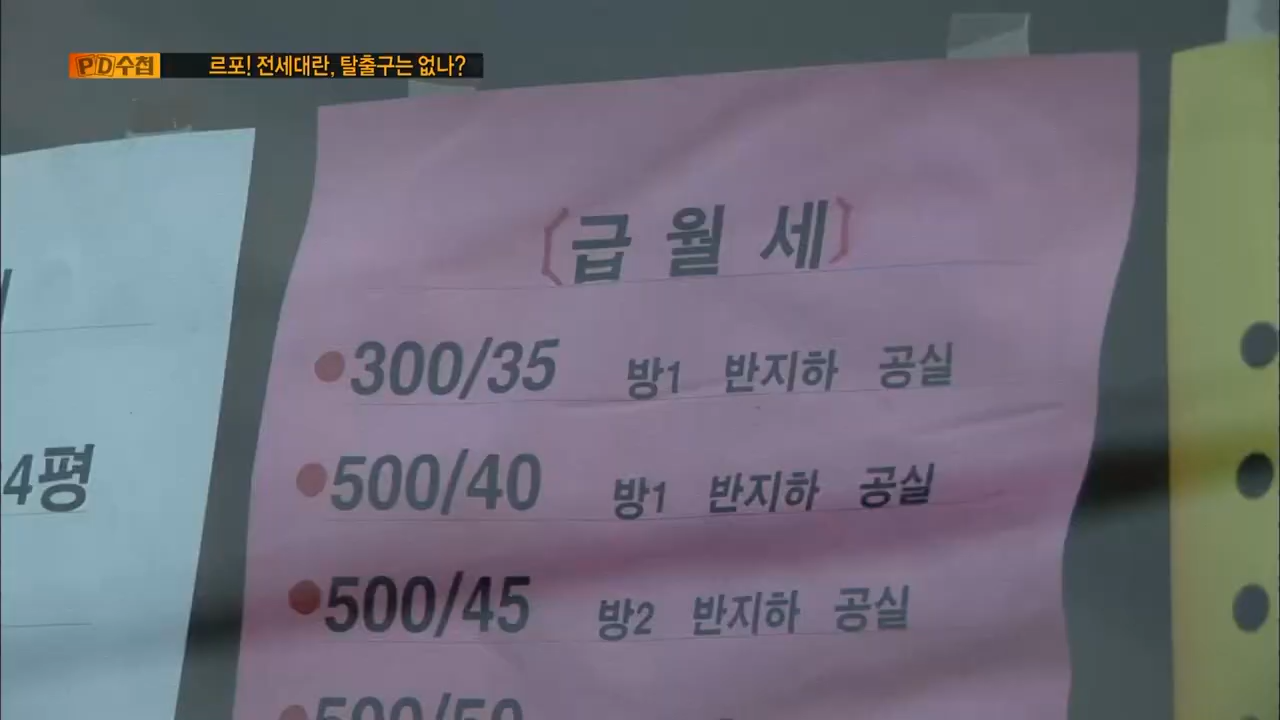 PD수첩 르포! 전세대란, 탈출구는 없나?
[급월세]
300/35 방1 반지하 공실
500/40 방1 반지하 공실
500/45 방2 반지하 공실
500/50
4평